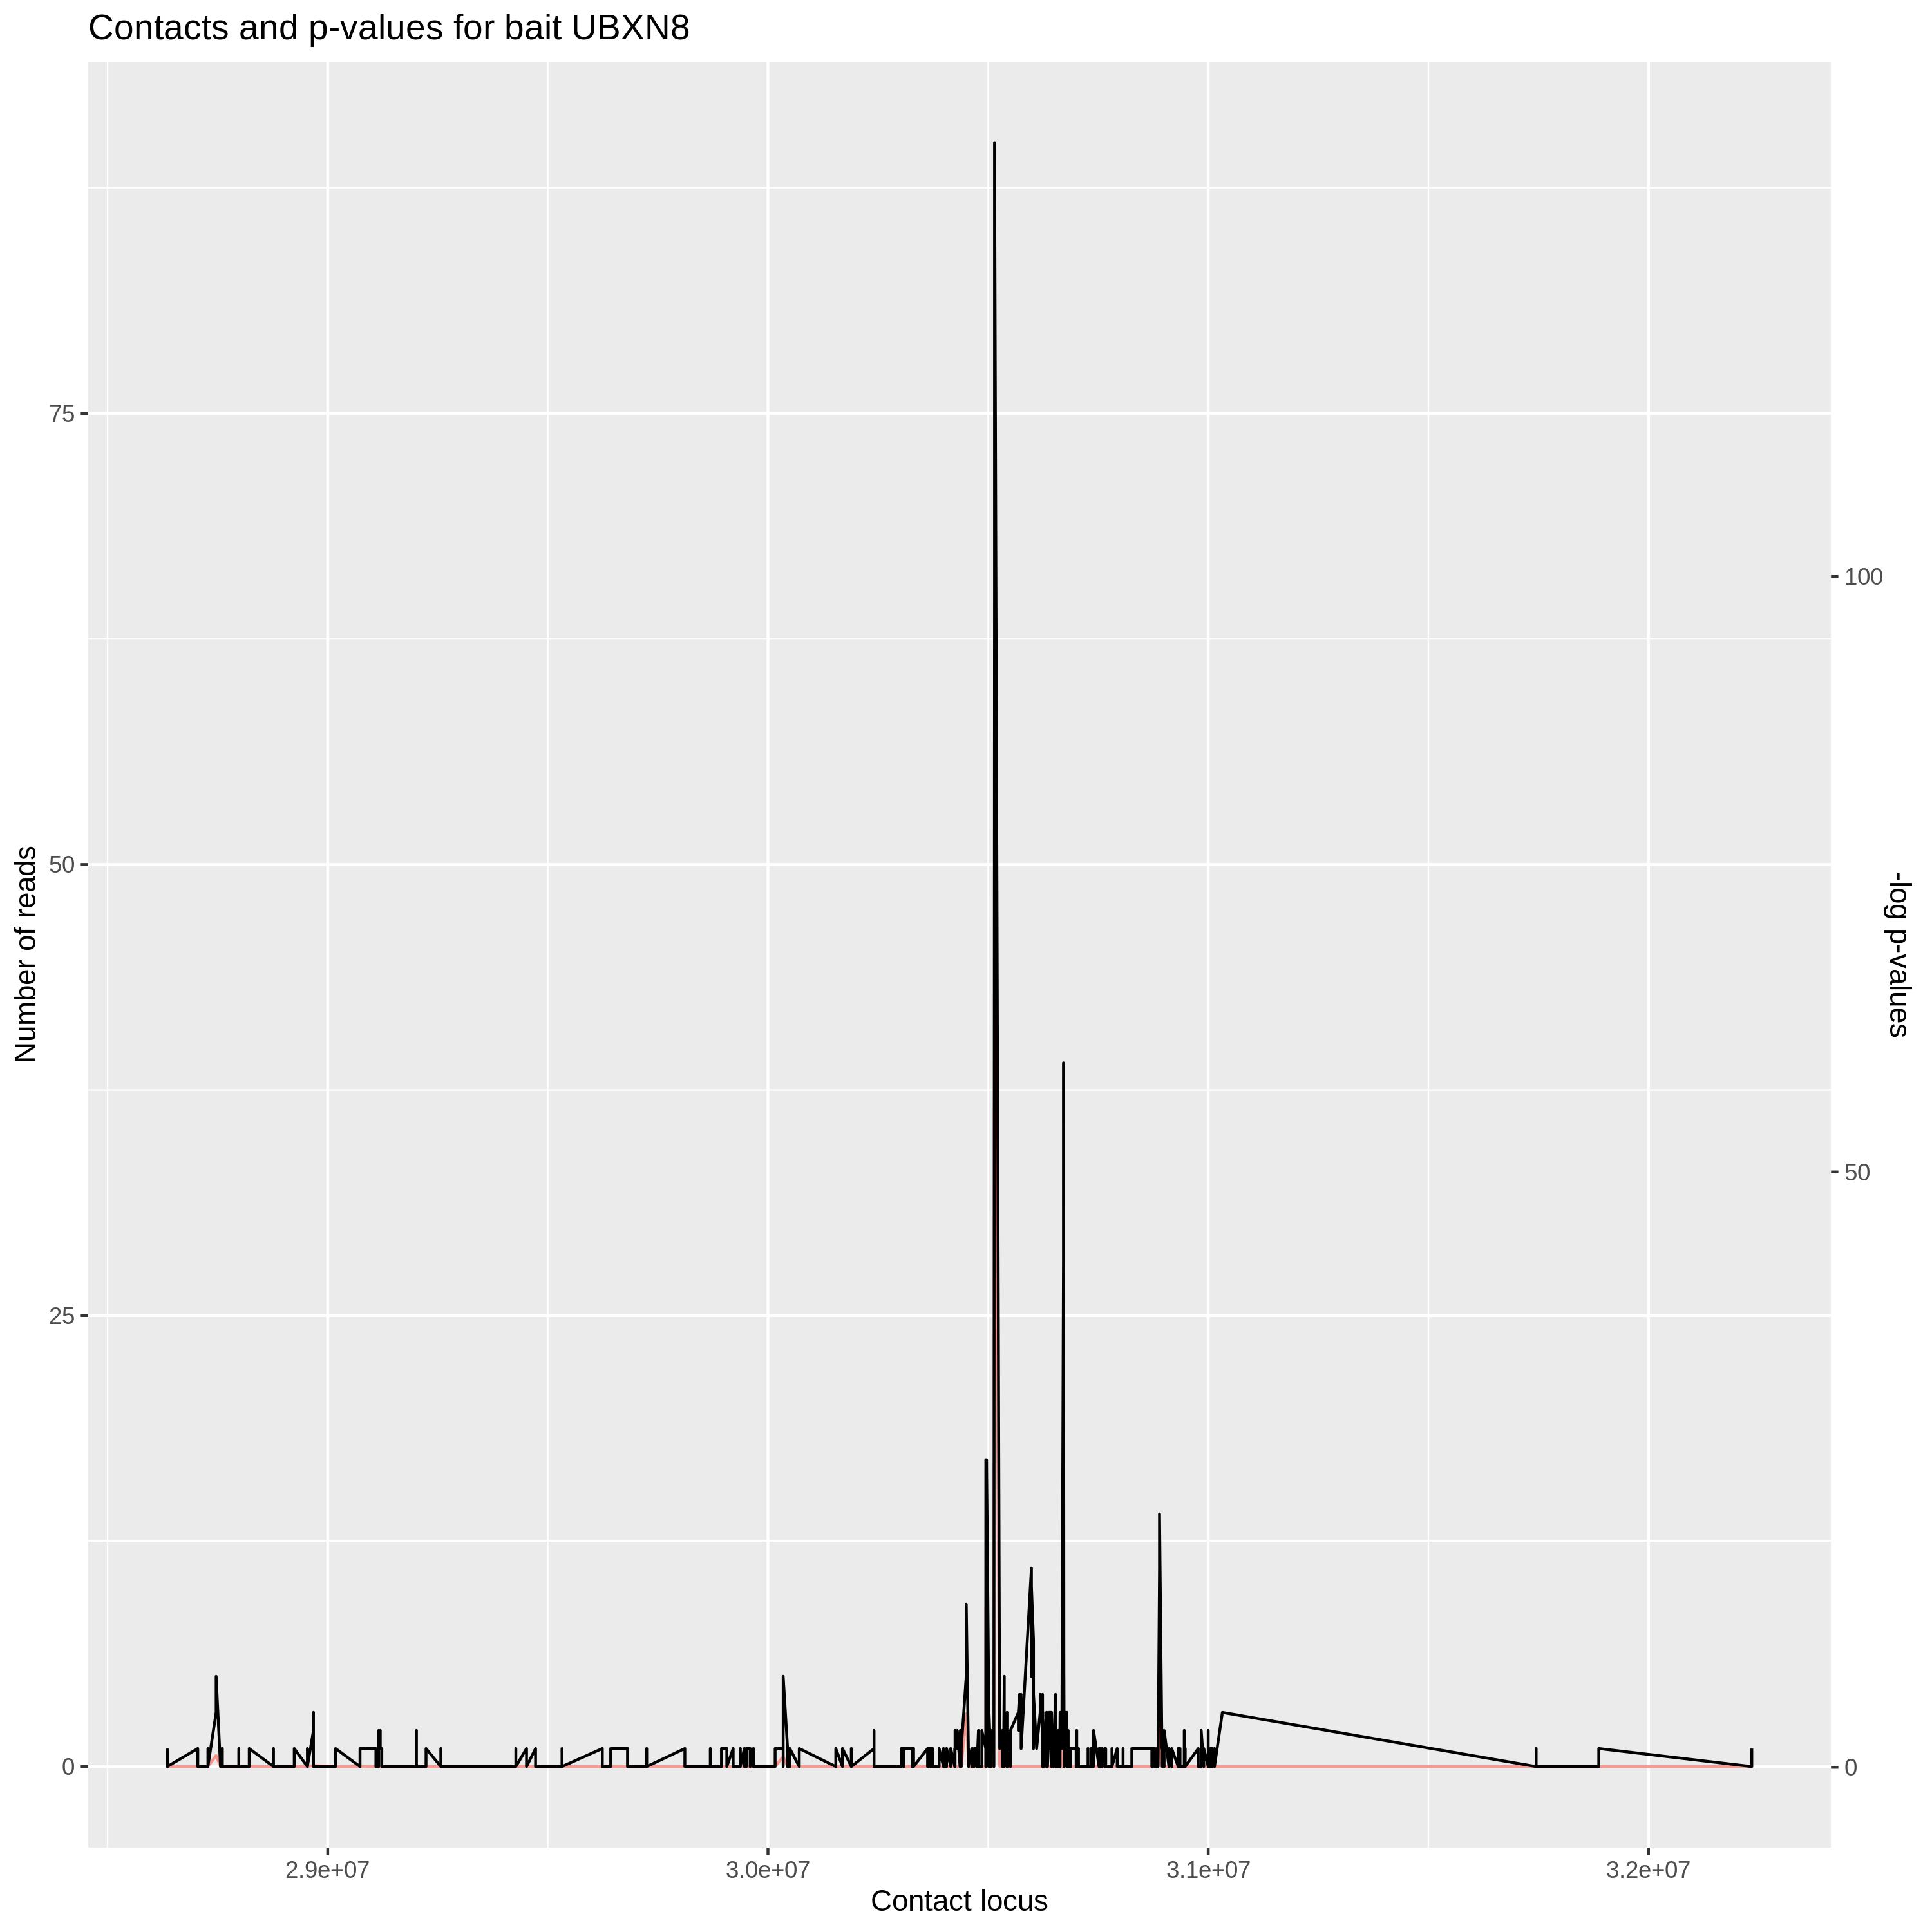 Contacts and p-values for bait UBXN8
75
50
25
0
Number of reads
100
50
0
-log p-values
2.9e+07 3.0e+07 3.1e+07 3.2e+07
Contact locus